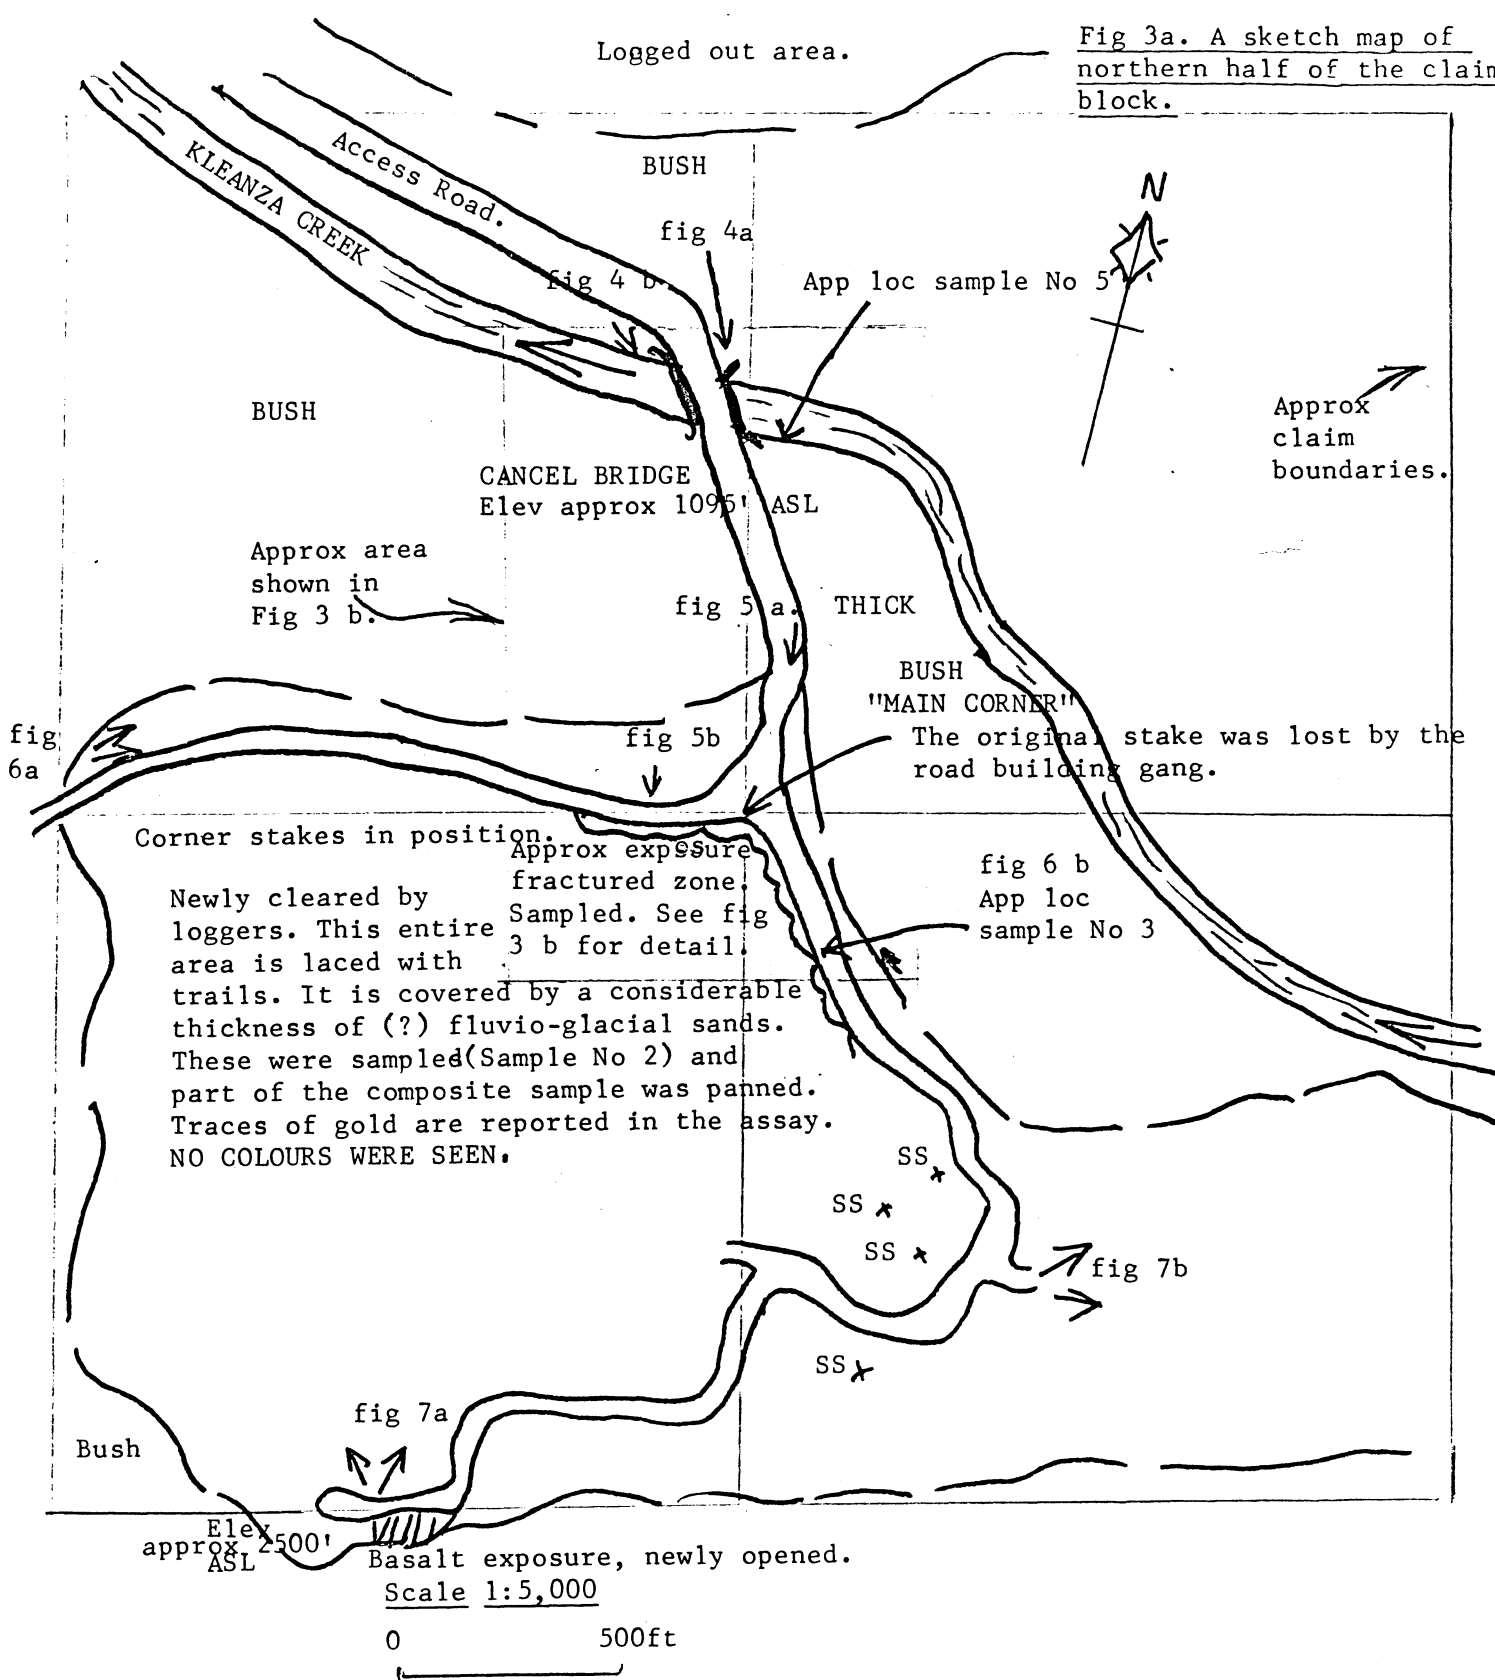 Logged out area.
Fig 3a. A sketch map of
northern half of the claim
block.
BUSH
Access Road.
KLEANZA CREEK
N
fig 4a
fig 4 b.
App loc sample No 5
BUSH
Approx
claim
boundaries.
CANCEL BRIDGE
Elev approx 1095' ASL
Approx area
shown in
Fig 3 b.
fig 5 a.
THICK
BUSH
"MAIN CORNER"
The original stake was lost by the
road building gang.
fig
6a
fig 5b
Corner stakes in position.
Approx exposure
fractured zone.
Sampled. See fig
3 b for detail.
fig 6 b
App loc
sample No 3
Newly cleared by
loggers. This entire
area is laced with
trails. It is covered by a considerable
thickness of (?) fluvio-glacial sands.
These were sampled(Sample No 2) and
part of the composite sample was panned.
Traces of gold are reported in the assay.
NO COLOURS WERE SEEN.
SS
SS
SS
fig 7b
SS
fig 7a
Bush
Elev
approx 2500'
ASL
Basalt exposure, newly opened.
Scale 1:5,000
0 500ft